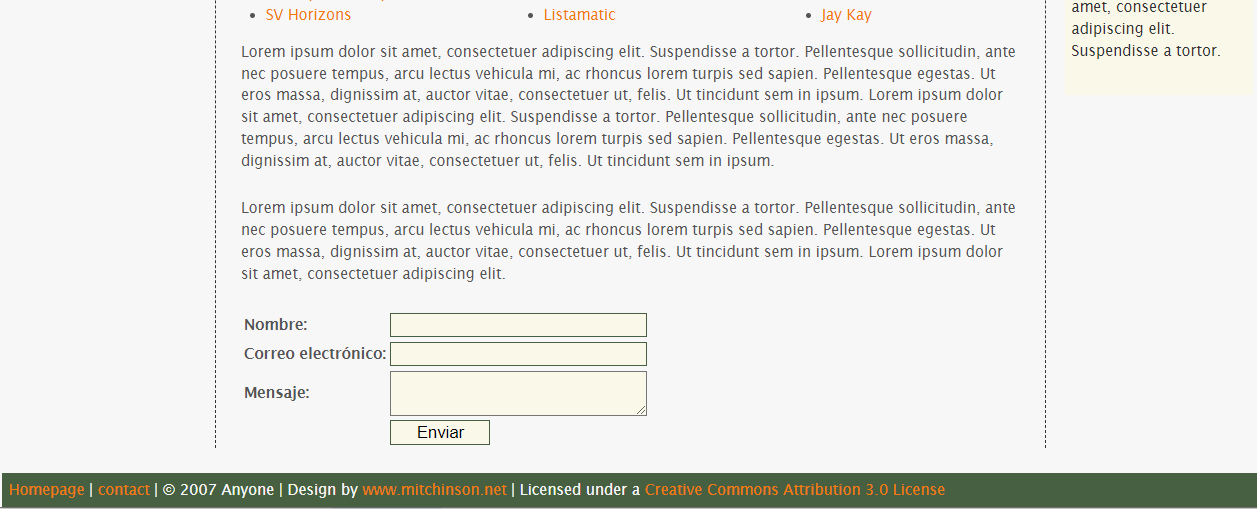 SV Horizons
Listamatic
Jay Kay
Lorem ipsum dolor sit amet, consectetuer adipiscing elit. Suspendisse a tortor. Pellentesque sollicitudin, ante
nec posuere tempus, arcu lectus vehicula mi, ac rhoncus lorem turpis sed sapien. Pellentesque egestas. Ut
eros massa, dignissim at, auctor vitae, consectetuer ut, felis. Ut tincidunt sem in ipsum. Lorem ipsum dolor
sit amet, consectetuer adipiscing elit. Suspendisse a tortor. Pellentesque sollicitudin, ante nec posuere
tempus, arcu lectus vehicula mi, ac rhoncus lorem turpis sed sapien. Pellentesque egestas. Ut eros massa,
dignissim at, auctor vitae, consectetuer ut, felis. Ut tincidunt sem in ipsum.
Lorem ipsum dolor sit amet, consectetuer adipiscing elit. Suspendisse a tortor. Pellentesque sollicitudin, ante
nec posuere tempus, arcu lectus vehicula mi, ac rhoncus lorem turpis sed sapien. Pellentesque egestas. Ut
eros massa, dignissim at, auctor vitae, consectetuer ut, felis. Ut tincidunt sem in ipsum. Lorem ipsum dolor
sit amet, consectetuer adipiscing elit.
Nombre:
Correo electrónico:
Mensaje:
Enviar
amet, consectetuer
adipiscing elit.
Suspendisse a tortor.
Homepage | contact | © 2007 Anyone | Design by www.mitchinson.net | Licensed under a Creative Commons Attribution 3.0 License